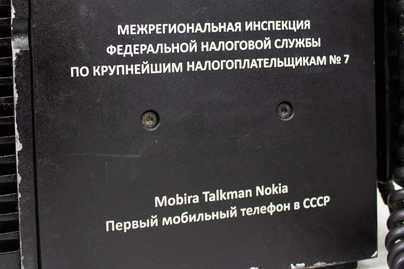 МЕЖРЕГИОНАЛЬНАЯ ИНСПЕКЦИЯ
ФЕДЕРАЛЬНОЙ НАЛОГОВОЙ СЛУЖБЫ
ПО КРУПНЕЙШИМ НАЛОГОПЛАТЕЛЬЩИКАМ № 7
Mobira Talkman Nokia
Первый мобильный телефон в СССР